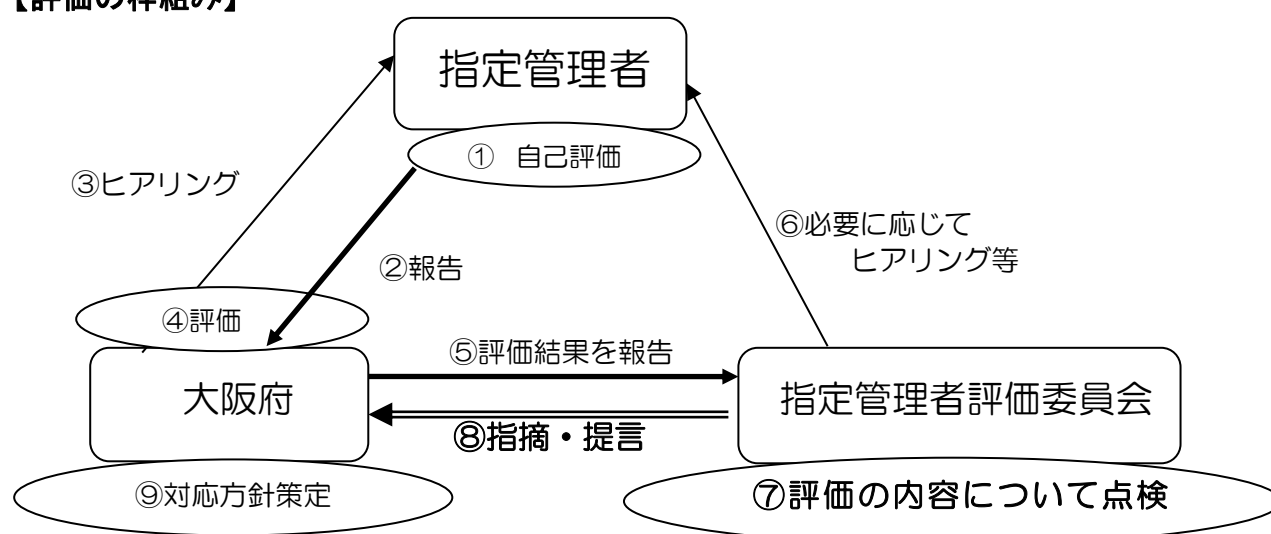 【評価の枠組み】
指定管理者
① 自己評価
③ヒアリング
⑥必要に応じて
ヒアリング等
②報告
④評価
⑤評価結果を報告
大阪府
指定管理者評価委員会
⑧指摘・提言
⑨対応方針策定
⑦評価の内容について点検